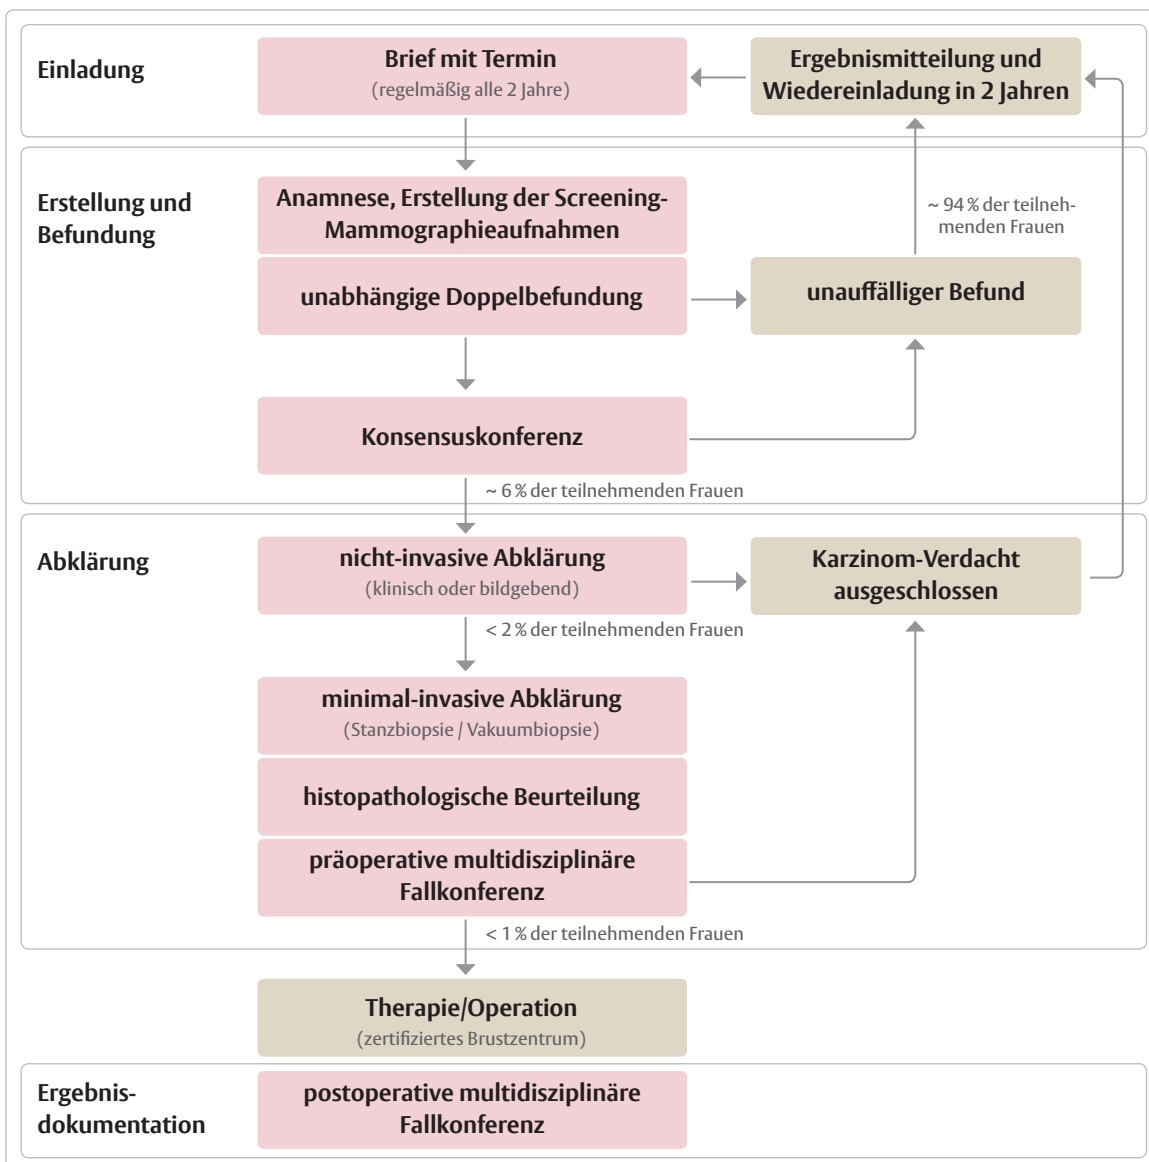 Einladung
Brief mit Termin
(regelmäßig alle 2 Jahre)
Ergebnismitteilung und
Wiedereinladung in 2 Jahren
Erstellung und
Befundung
Anamnese, Erstellung der Screening-
Mammographieaufnahmen
~ 94 % der teilneh-
menden Frauen
unabhängige Doppelbefundung
unauffälliger Befund
Konsensuskonferenz
~ 6 % der teilnehmenden Frauen
Abklärung
nicht-invasive Abklärung
(klinisch oder bildgebend)
Karzinom-Verdacht
ausgeschlossen
< 2 % der teilnehmenden Frauen
minimal-invasive Abklärung
(Stanzbiopsie / Vakuumbiopsie)
histopathologische Beurteilung
präoperative multidisziplinäre
Fallkonferenz
< 1 % der teilnehmenden Frauen
Therapie/Operation
(zertifiziertes Brustzentrum)
Ergebnis-
dokumentation
postoperative multidisziplinäre
Fallkonferenz